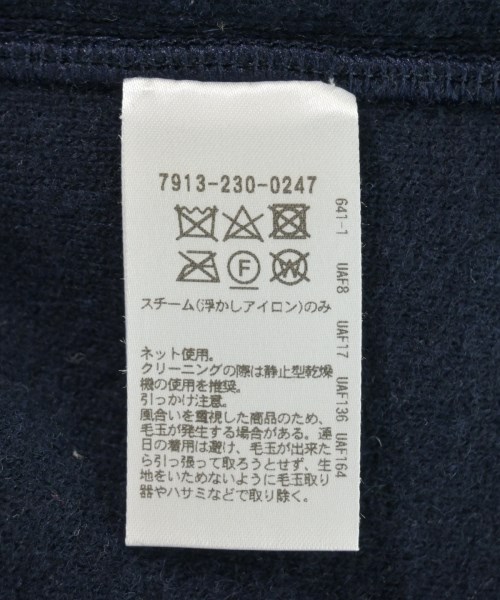 7913-230-0247
F
W
スチーム(浮かしアイロン)のみ
ネット使用。
クリーニングの際は静止型乾燥
機の使用を推奨。
引っかけ注意。
風合いを重視した商品のため、
毛玉が発生する場合がある。連
日の着用は避け、毛玉が出来た
ら引っ張って取ろうとせず、生
地をいためないように毛玉取り
器やハサミなどで取り除く。
641-1 UAF8 UAF17 UAF136 UAF164